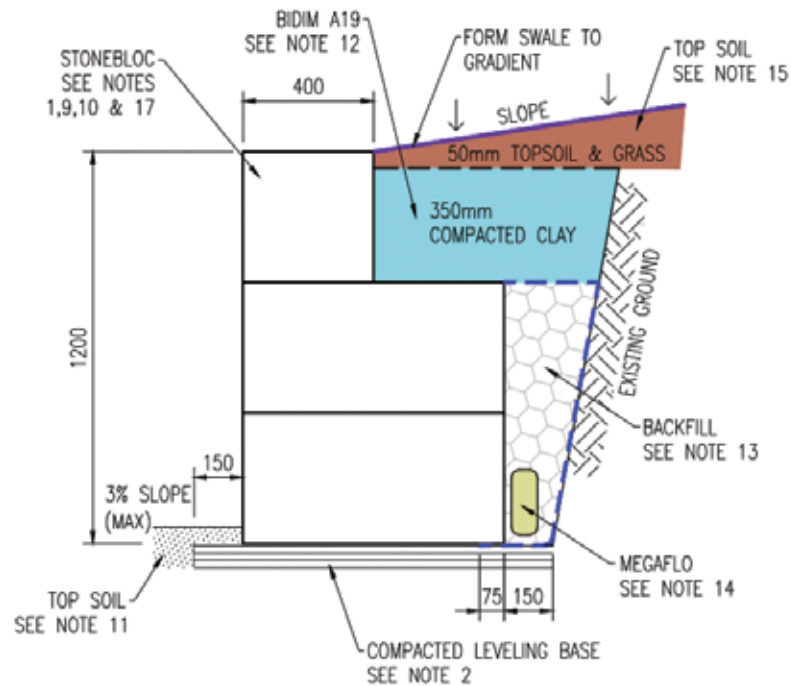 BIDIM A19
SEE NOTE 12
STONEBLOC
SEE NOTES
1,9,10 & 17
FORM SWALE TO
GRADIENT
TOP SOIL
SEE NOTE 15
400
SLOPE
50mm TOPSOIL & GRASS
350mm
COMPACTED CLAY
1200
EXISTING GROUND
BACKFILL
SEE NOTE 13
150
3% SLOPE
(MAX)
MEGAFLO
SEE NOTE 14
75
150
TOP SOIL
SEE NOTE 11
COMPACTED LEVELING BASE
SEE NOTE 2